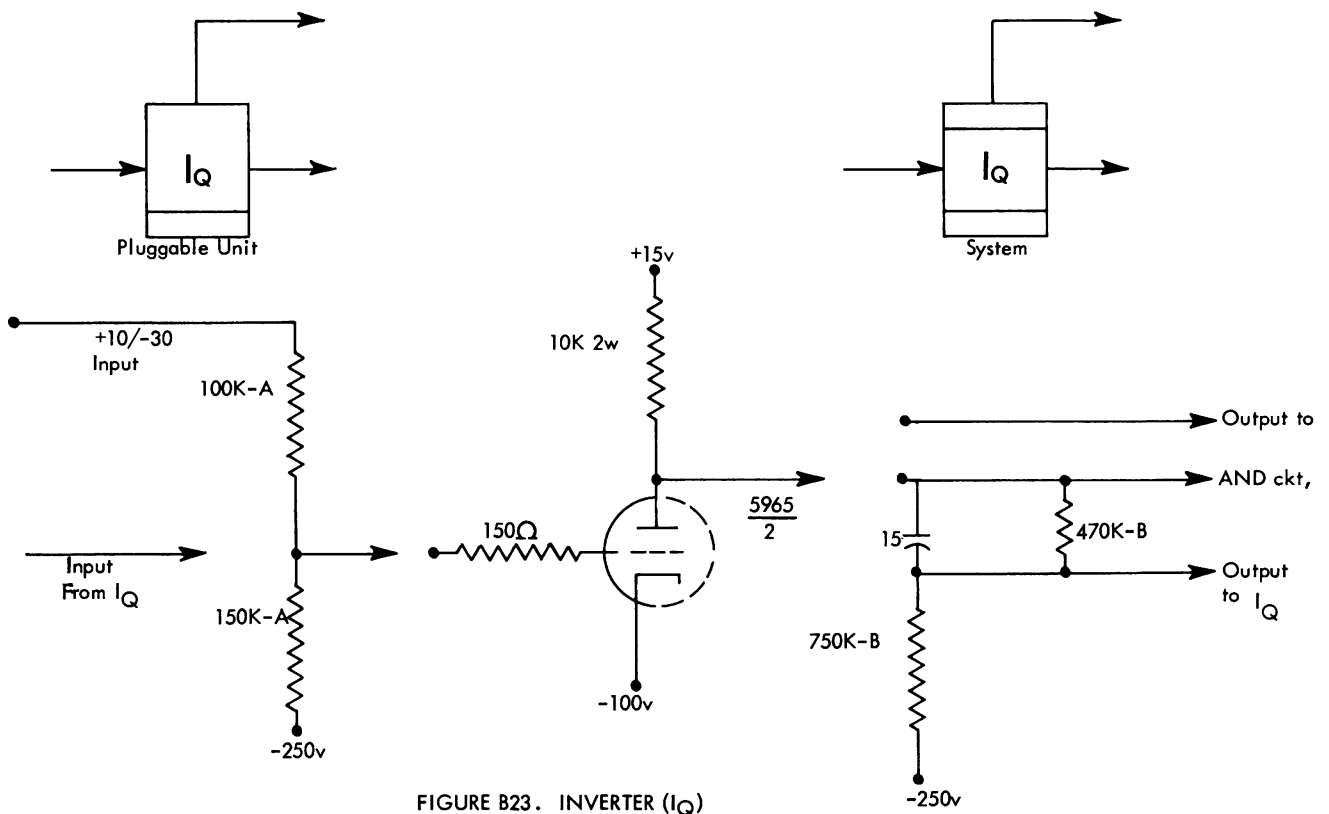 IQ
Pluggable Unit
IQ
System
+10/-30
Input
100K-A
Input
From IQ
150K-A
-250v
+15v
10K 2w
150Ω
5965
2
-100v
Output to
AND ckt,
15
470K-B
Output
to IQ
750K-B
-250v
FIGURE B23. INVERTER (IQ)